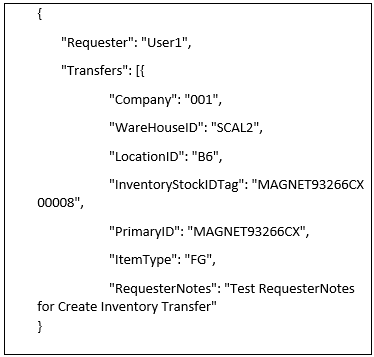 {
"Requester": "User1",
"Transfers": [{
"Company": "001",
"WareHouseID": "SCAL2",
"LocationID": "B6",
"InventoryStockIDTag": "MAGNET93266CX
00008",
"PrimaryID": "MAGNET93266CX",
"ItemType": "FG",
"RequesterNotes": "Test RequesterNotes
for Create Inventory Transfer"
}